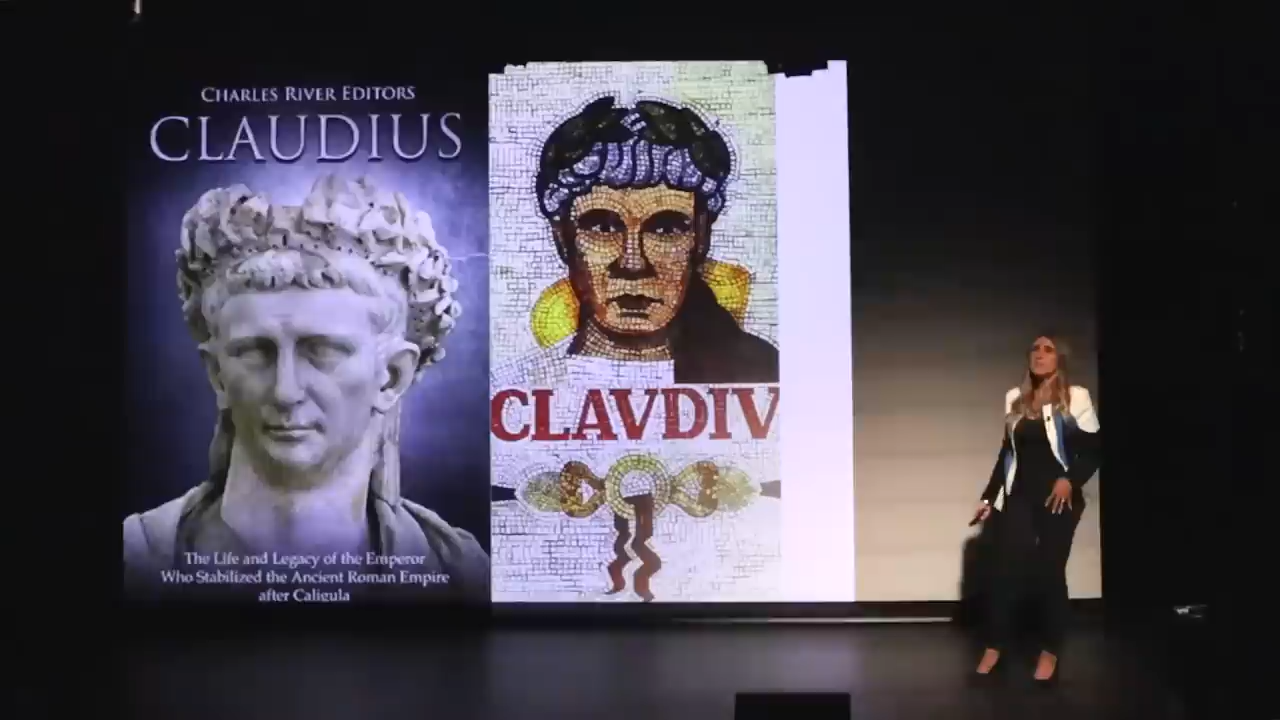 CHARLES RIVER EDITORS
CLAUDIUS
The Life and Legacy of the Emperor
Who Stabilized the Ancient Roman Empire
after Caligula
CLAVDIV